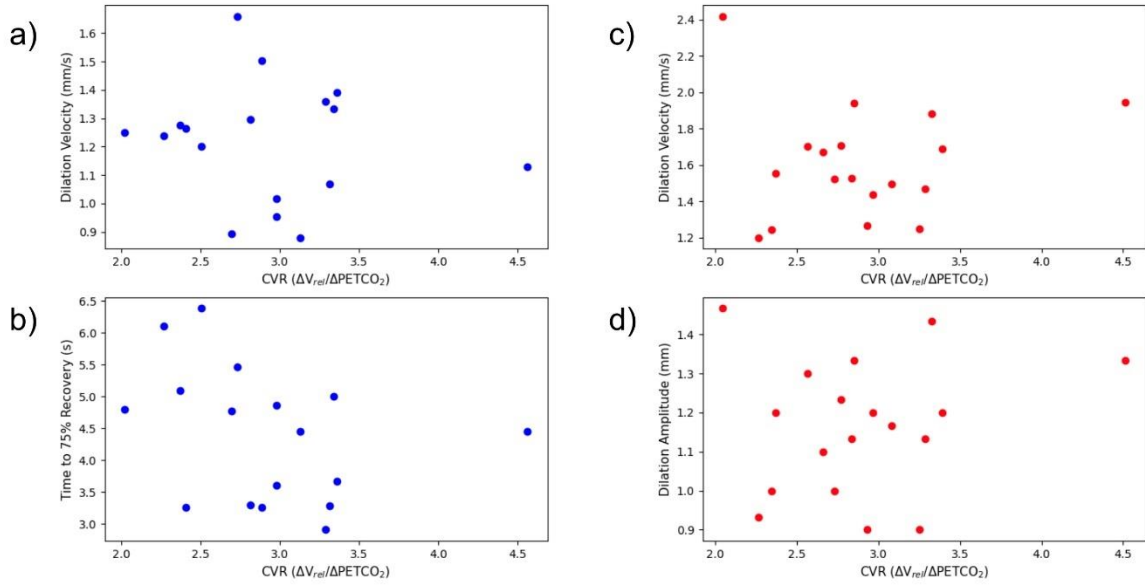 a)
1.6
1.5
1.4
1.3
1.2
1.1
1.0
0.9
Dilation Velocity (mm/s)
2.0 2.5 3.0 3.5 4.0 4.5
CVR (ΔVrel/ΔPETCO₂)
b)
6.5
6.0
5.5
5.0
4.5
4.0
3.5
3.0
Time to 75% Recovery (s)
2.0 2.5 3.0 3.5 4.0 4.5
CVR (ΔVrel/ΔPETCO₂)
c)
2.4
2.2
2.0
1.8
1.6
1.4
1.2
Dilation Velocity (mm/s)
2.0 2.5 3.0 3.5 4.0 4.5
CVR (ΔVrel/ΔPETCO₂)
d)
1.4
1.3
1.2
1.1
1.0
0.9
Dilation Amplitude (mm)
2.0 2.5 3.0 3.5 4.0 4.5
CVR (ΔVrel/ΔPETCO₂)